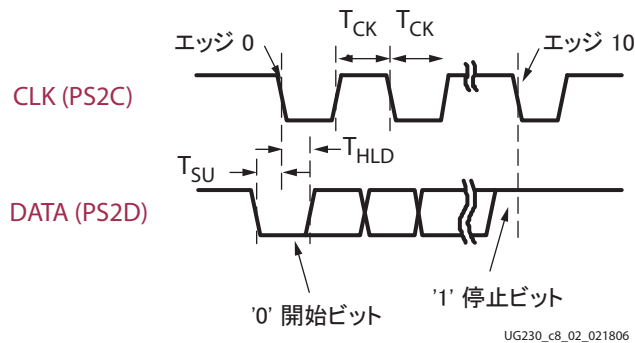 エッジ 0
TCK
TCK
エッジ 10
CLK (PS2C)
THLD
TSU
DATA (PS2D)
'0' 開始ビット
'1' 停止ビット
UG230_c8_02_021806